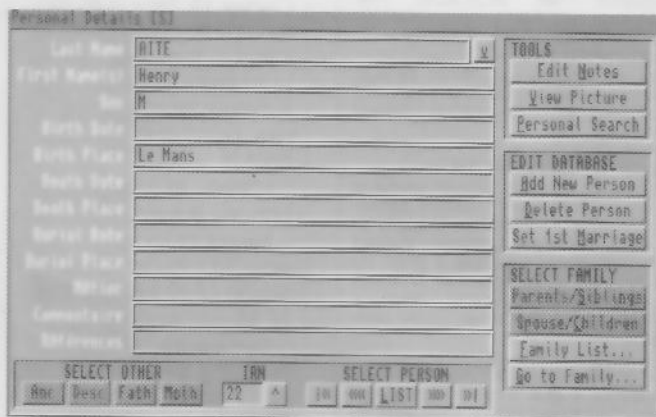 Personal Details [S]
Last Name AITE v
First Name(s) Henry
Sex M
Birth Date
Birth Place Le Mans
Death Date
Death Place
Burial Date
Burial Place
Métier
Commentaire
Références
SELECT OTHER
Anc Desc Fath Moth
IRN
22 ^
SELECT PERSON
|« «« LIST »» »|
TOOLS
Edit Notes
View Picture
Personal Search
EDIT DATABASE
Add New Person
Delete Person
Set 1st Marriage
SELECT FAMILY
Parents/Siblings
Spouse/Children
Family List...
Go to Family...